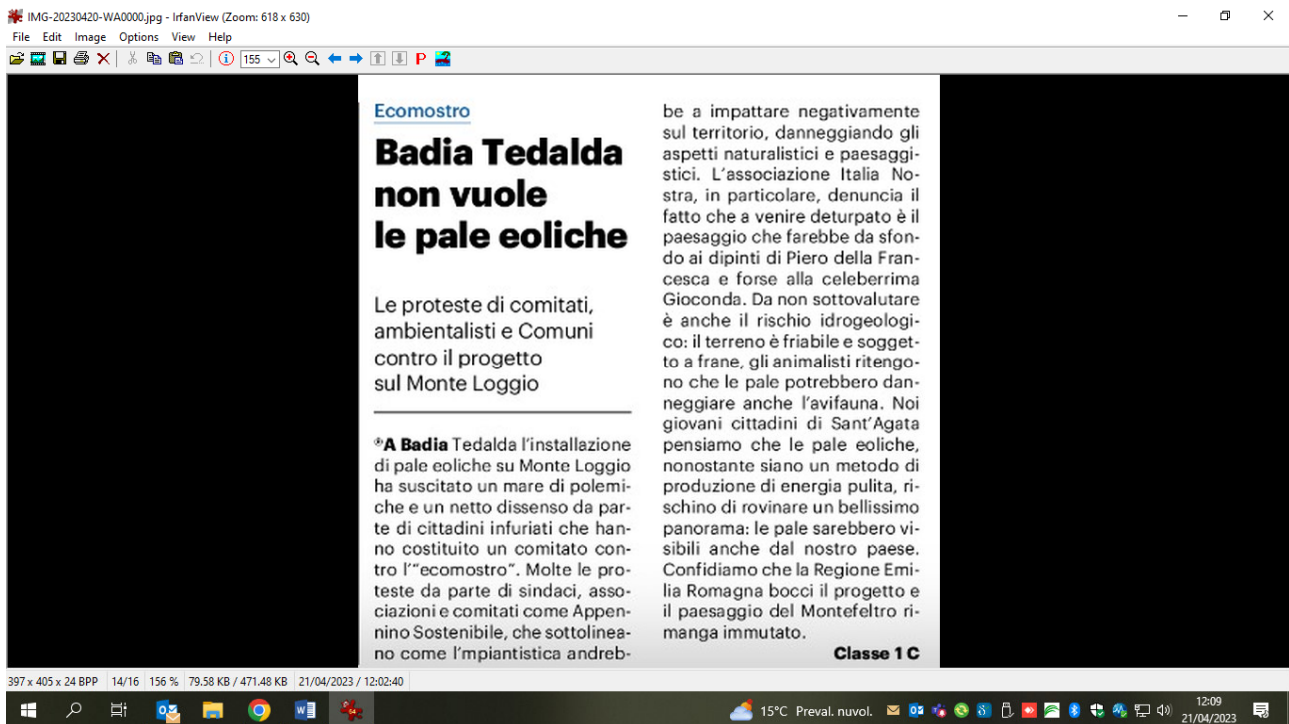 IMG-20230420-WA0000.jpg - IrfanView (Zoom: 618 x 630)
File Edit Image Options View Help
155
P
Ecomostro
Badia Tedalda
non vuole
le pale eoliche
Le proteste di comitati,
ambientalisti e Comuni
contro il progetto
sul Monte Loggio
A Badia Tedalda l'installazione
di pale eoliche su Monte Loggio
ha suscitato un mare di polemi-
che e un netto dissenso da par-
te di cittadini infuriati che han-
no costituito un comitato con-
tro l'"ecomostro". Molte le pro-
teste da parte di sindaci, asso-
ciazioni e comitati come Appen-
nino Sostenibile, che sottolinea-
no come l'mpiantistica andreb-
be a impattare negativamente
sul territorio, danneggiando gli
aspetti naturalistici e paesaggi-
stici. L'associazione Italia No-
stra, in particolare, denuncia il
fatto che a venire deturpato è il
paesaggio che farebbe da sfon-
do ai dipinti di Piero della Fran-
cesca e forse alla celeberrima
Gioconda. Da non sottovalutare
è anche il rischio idrogeologi-
co: il terreno è friabile e sogget-
to a frane, gli animalisti ritengo-
no che le pale potrebbero dan-
neggiare anche l'avifauna. Noi
giovani cittadini di Sant'Agata
pensiamo che le pale eoliche,
nonostante siano un metodo di
produzione di energia pulita, ri-
schino di rovinare un bellissimo
panorama: le pale sarebbero vi-
sibili anche dal nostro paese.
Confidiamo che la Regione Emi-
lia Romagna bocci il progetto e
il paesaggio del Montefeltro ri-
manga immutato.
Classe 1 C
397 x 405 x 24 BPP 14/16 156 % 79.58 KB / 471.48 KB 21/04/2023 / 12:02:40
15°C Preval. nuvol.
12:09
21/04/2023